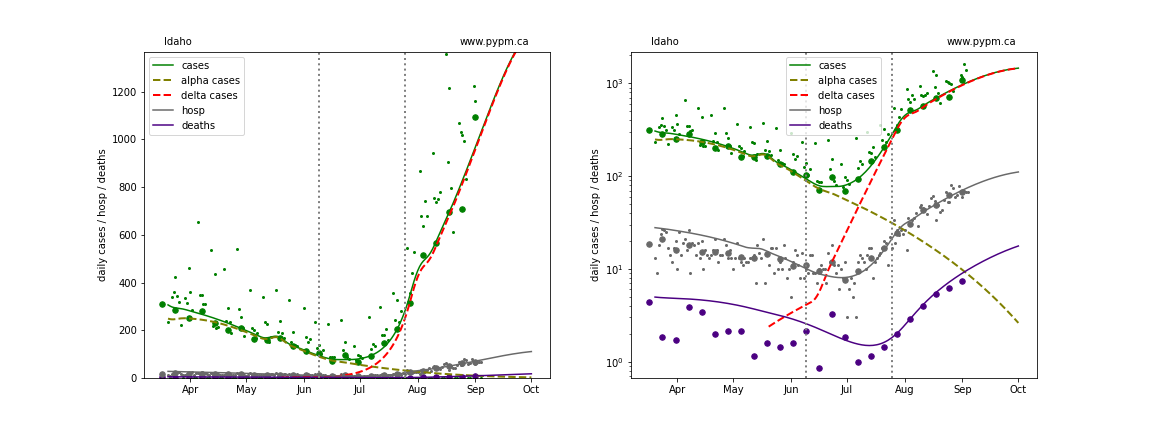 Idaho
www.pypm.ca
cases
alpha cases
delta cases
hosp
deaths
daily cases / hosp / deaths
1200
1000
800
600
400
200
0
Apr
May
Jun
Jul
Aug
Sep
Oct
Idaho
www.pypm.ca
cases
alpha cases
delta cases
hosp
deaths
daily cases / hosp / deaths
10³
10²
10¹
10⁰
Apr
May
Jun
Jul
Aug
Sep
Oct